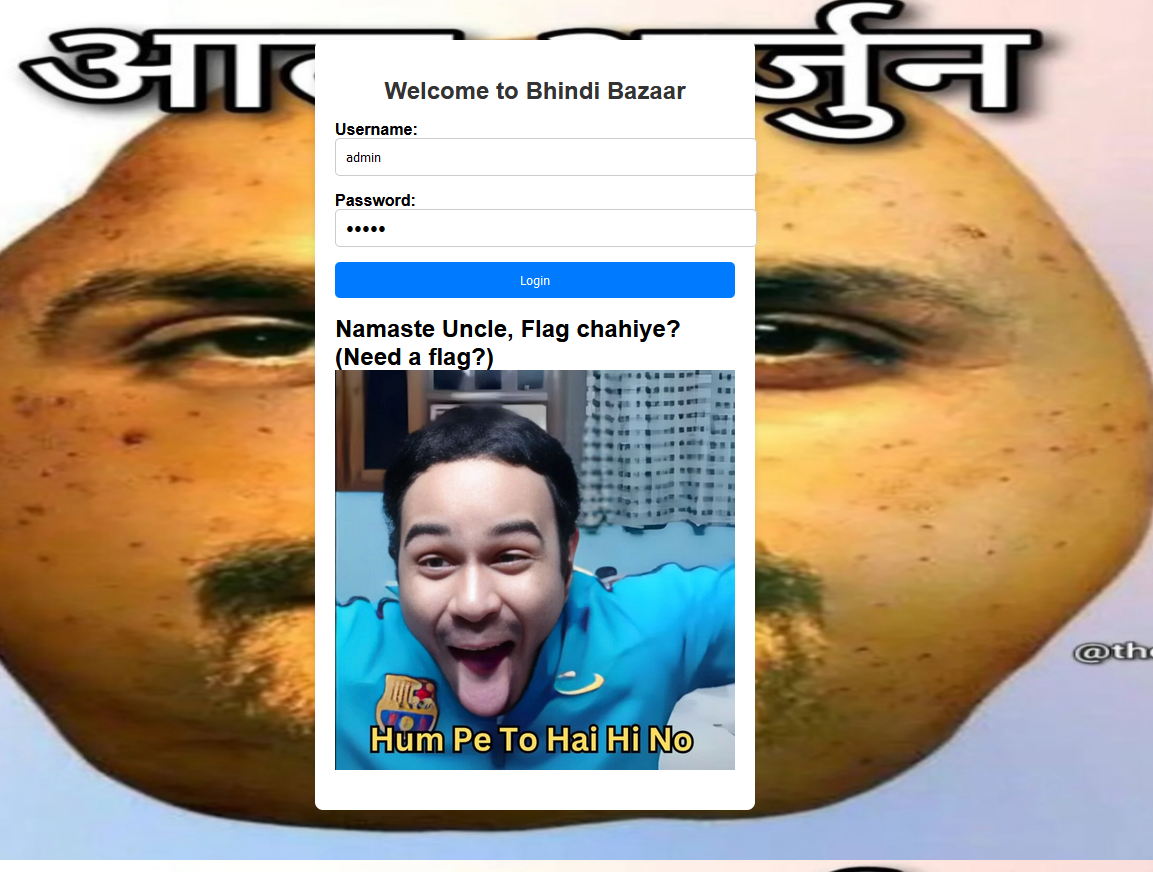 Welcome to Bhindi Bazaar
Username:
admin
Password:
•••••
Login
Namaste Uncle, Flag chahiye?
(Need a flag?)
Hum Pe To Hai Hi No